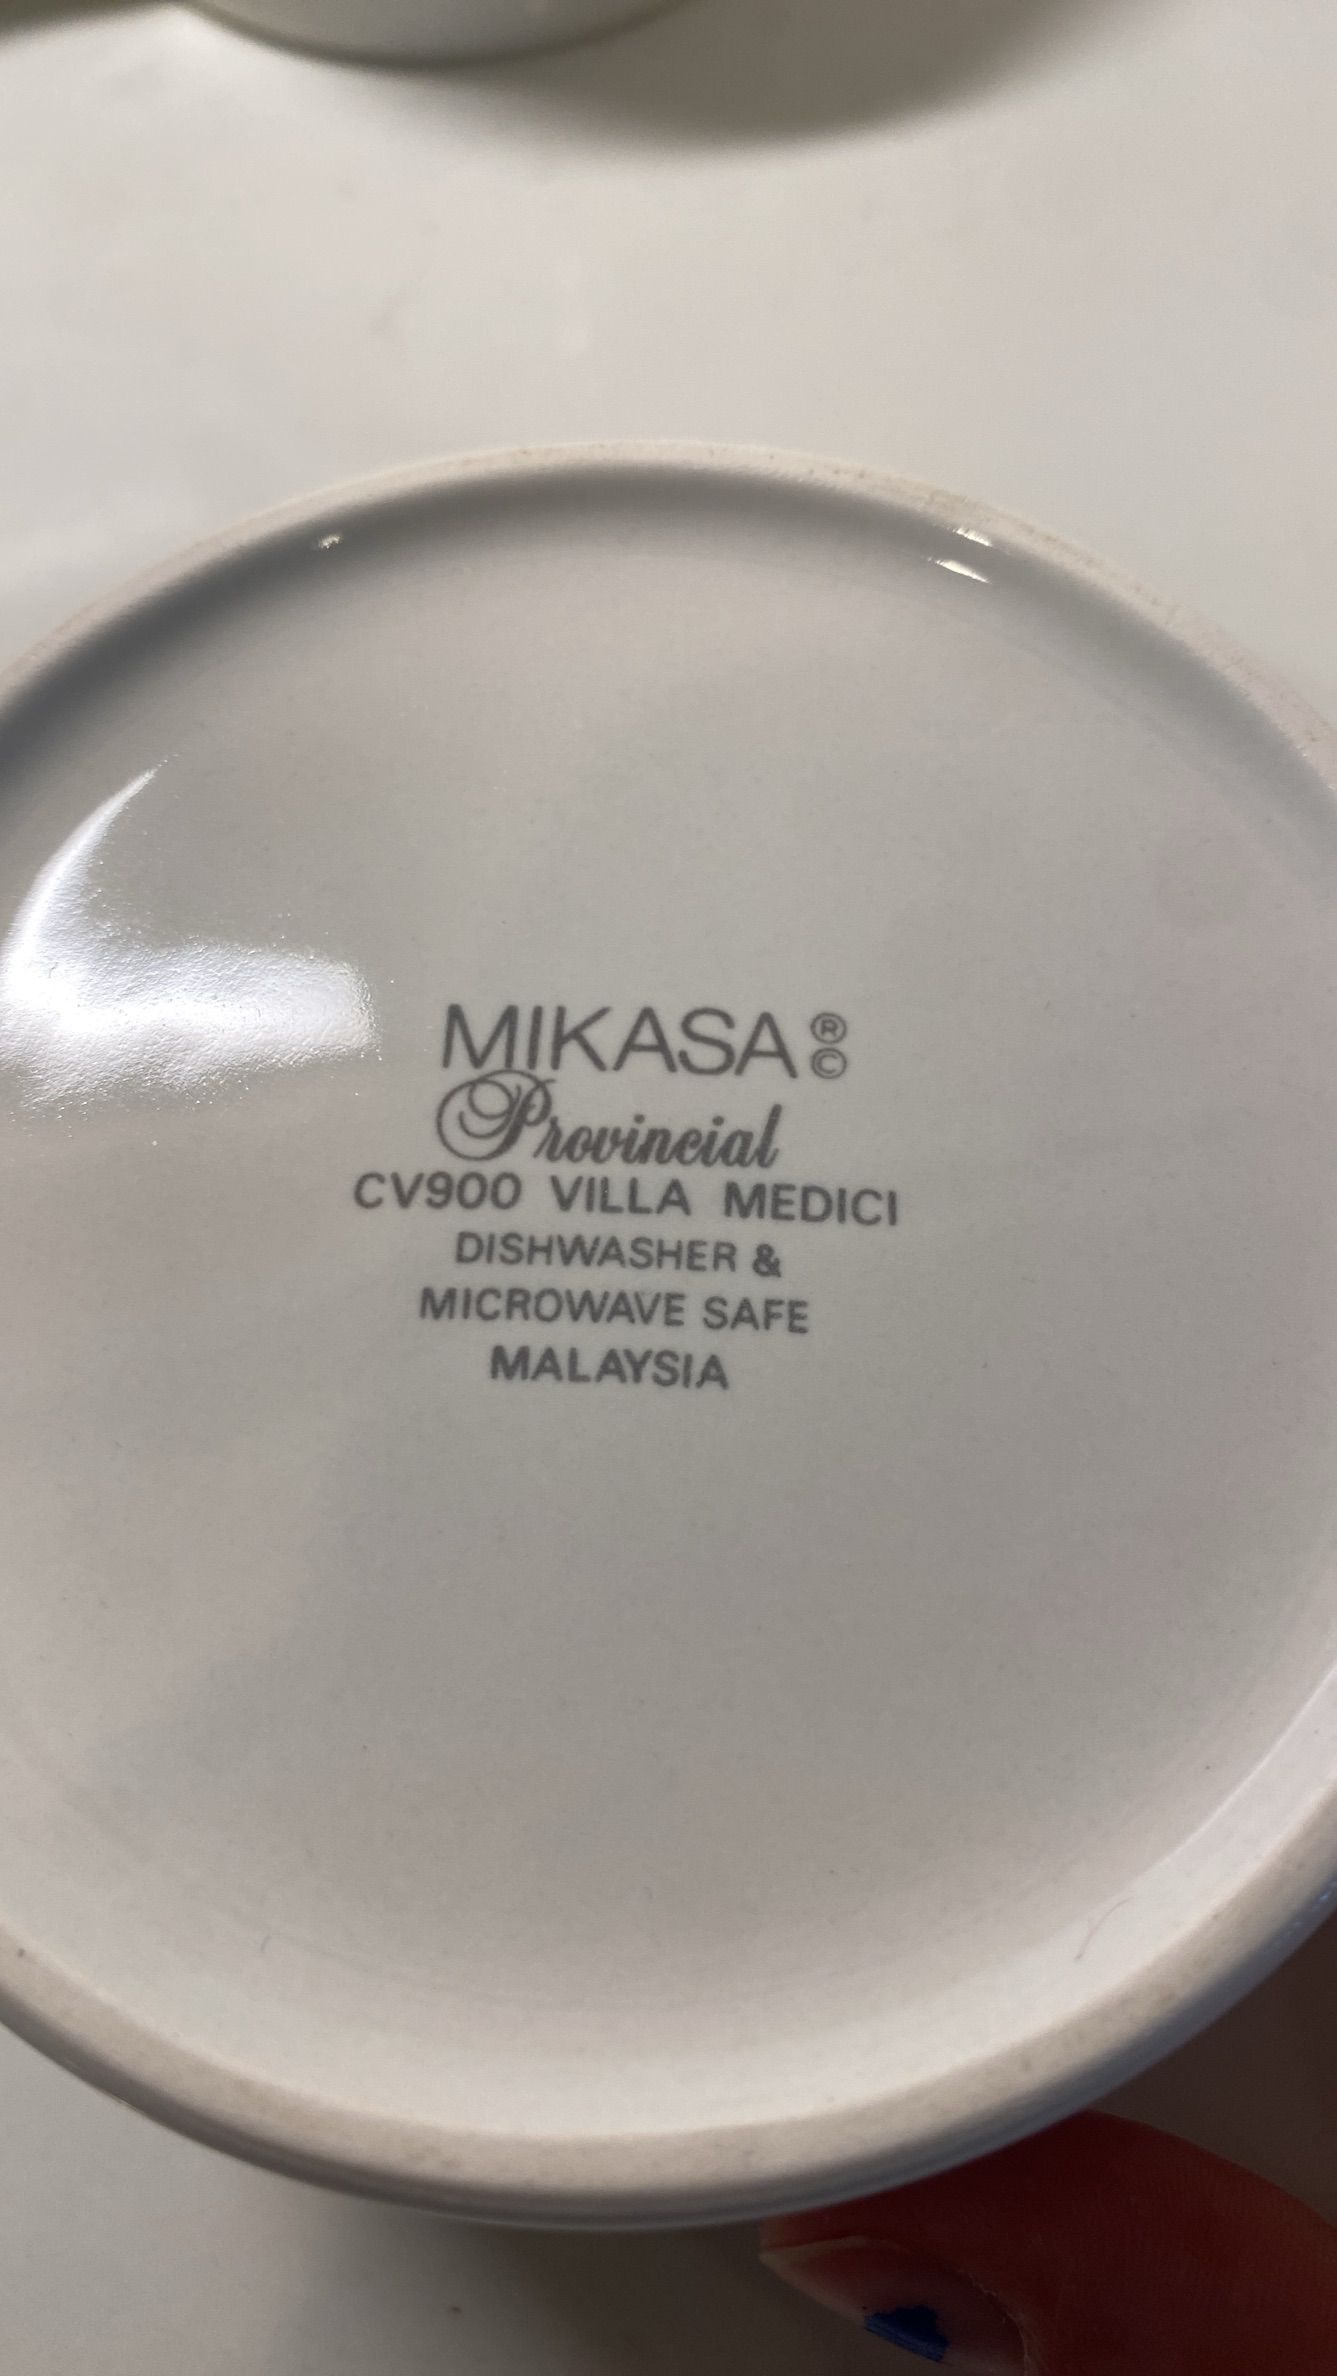 MIKASA ® ©
Provincial
CV900 VILLA MEDICI
DISHWASHER &
MICROWAVE SAFE
MALAYSIA